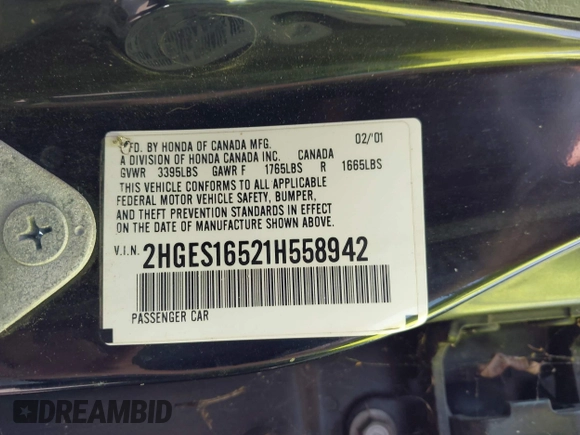 MFD. BY HONDA OF CANADA MFG. 02/'01
A DIVISION OF HONDA CANADA INC. CANADA
GVWR 3395LBS GAWR F 1765LBS R 1665LBS
THIS VEHICLE CONFORMS TO ALL APPLICABLE
FEDERAL MOTOR VEHICLE SAFETY, BUMPER,
AND THEFT PREVENTION STANDARDS IN EFFECT
ON THE DATE OF MANUFACTURE SHOWN ABOVE.
V.I.N. 2HGES16521H558942
PASSENGER CAR
DREAMBID